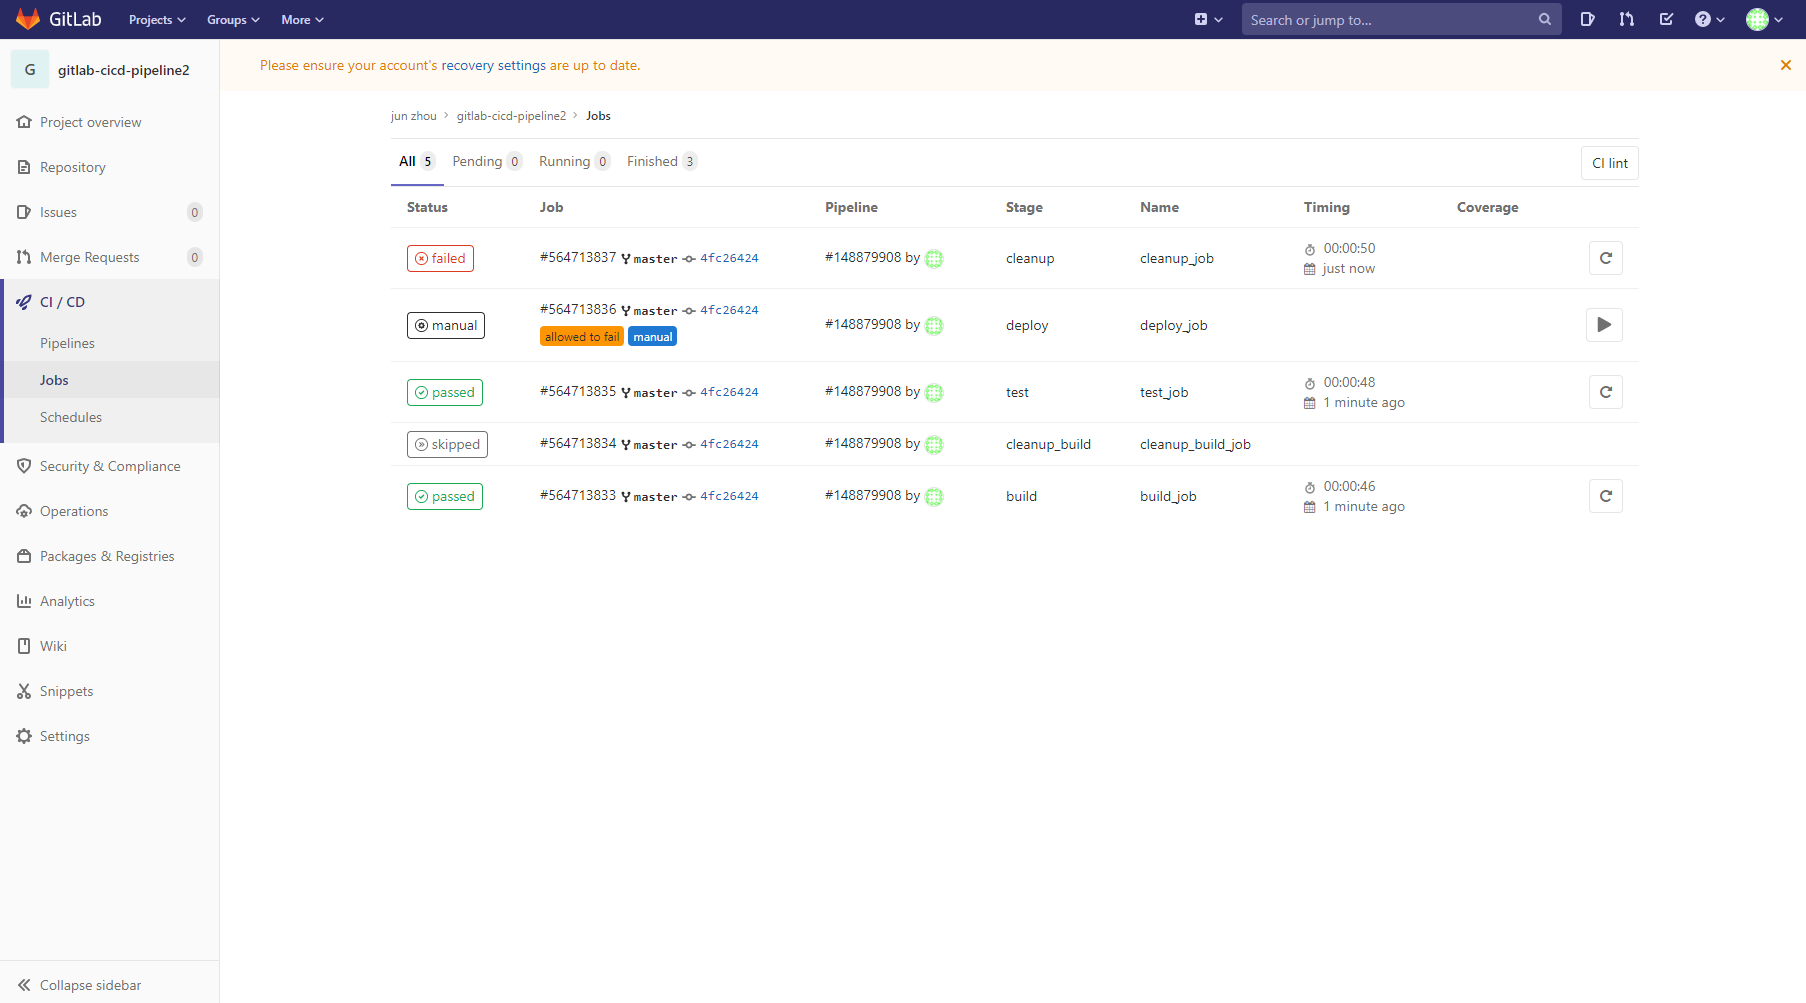 GitLab Projects Groups More Search or jump to...
G gitlab-cicd-pipeline2
Project overview
Repository
Issues 0
Merge Requests 0
CI / CD
Pipelines
Jobs
Schedules
Security & Compliance
Operations
Packages & Registries
Analytics
Wiki
Snippets
Settings
Collapse sidebar
Please ensure your account's recovery settings are up to date.
jun zhou > gitlab-cicd-pipeline2 > Jobs
All 5 Pending 0 Running 0 Finished 3 CI lint
Status Job Pipeline Stage Name Timing Coverage
failed #564713837 master 4fc26424 #148879908 by cleanup cleanup_job 00:00:50
just now
manual #564713836 master 4fc26424 #148879908 by deploy deploy_job
allowed to fail manual
passed #564713835 master 4fc26424 #148879908 by test test_job 00:00:48
1 minute ago
skipped #564713834 master 4fc26424 #148879908 by cleanup_build cleanup_build_job
passed #564713833 master 4fc26424 #148879908 by build build_job 00:00:46
1 minute ago